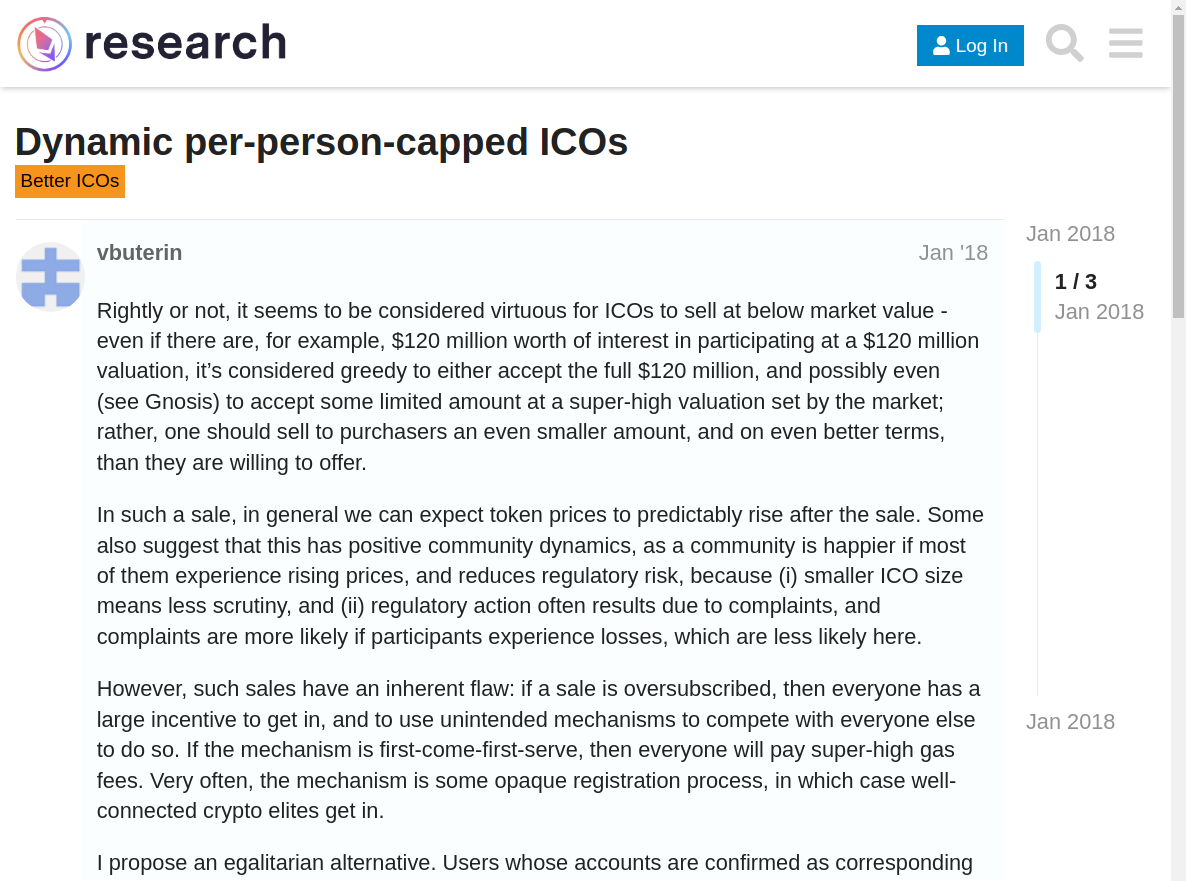 research
Log In
Dynamic per-person-capped ICOs
Better ICOs
vbuterin
Jan '18
Rightly or not, it seems to be considered virtuous for ICOs to sell at below market value -
even if there are, for example, $120 million worth of interest in participating at a $120 million
valuation, it’s considered greedy to either accept the full $120 million, and possibly even
(see Gnosis) to accept some limited amount at a super-high valuation set by the market;
rather, one should sell to purchasers an even smaller amount, and on even better terms,
than they are willing to offer.
In such a sale, in general we can expect token prices to predictably rise after the sale. Some
also suggest that this has positive community dynamics, as a community is happier if most
of them experience rising prices, and reduces regulatory risk, because (i) smaller ICO size
means less scrutiny, and (ii) regulatory action often results due to complaints, and
complaints are more likely if participants experience losses, which are less likely here.
However, such sales have an inherent flaw: if a sale is oversubscribed, then everyone has a
large incentive to get in, and to use unintended mechanisms to compete with everyone else
to do so. If the mechanism is first-come-first-serve, then everyone will pay super-high gas
fees. Very often, the mechanism is some opaque registration process, in which case well-
connected crypto elites get in.
I propose an egalitarian alternative. Users whose accounts are confirmed as corresponding
Jan 2018
1 / 3
Jan 2018
Jan 2018